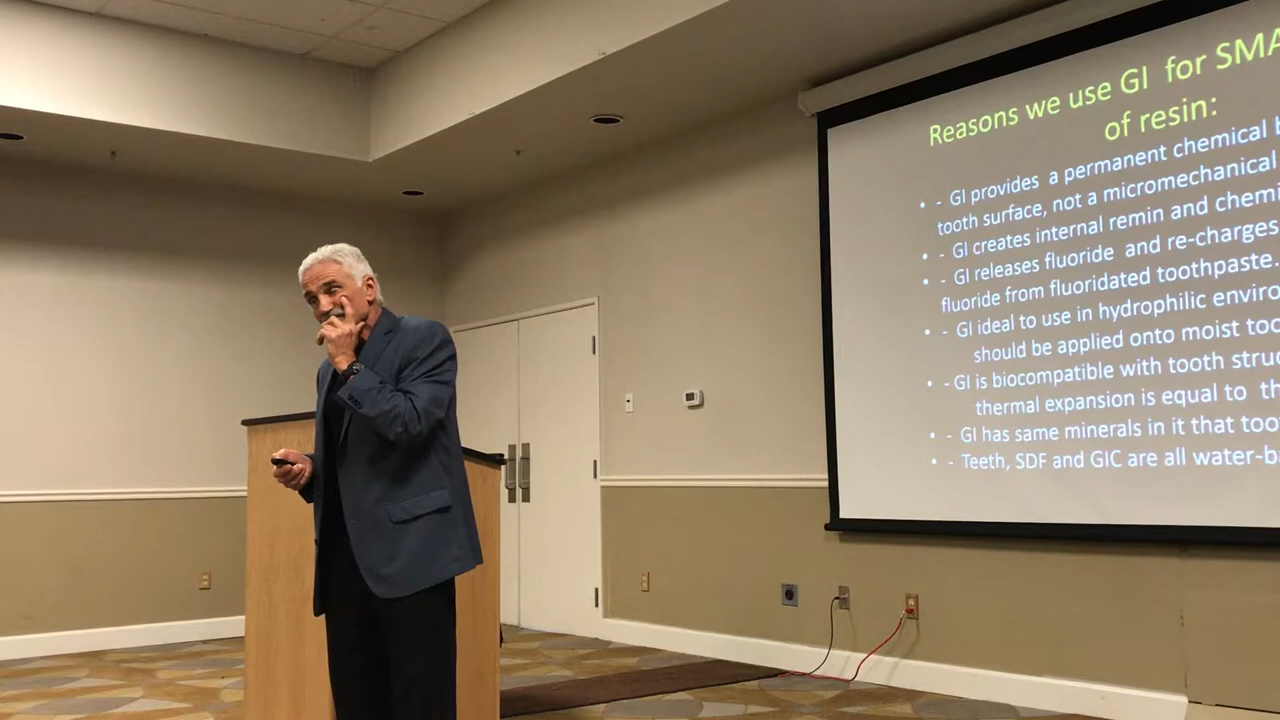 Reasons we use GI for SMA
of resin:
• - GI provides a permanent chemical
tooth surface, not a micromechanical
• - GI creates internal remin and chemi
• - GI releases fluoride and re-charges
fluoride from fluoridated toothpaste.
• - GI ideal to use in hydrophilic enviro
should be applied onto moist too
• - GI is biocompatible with tooth struc
thermal expansion is equal to th
• - GI has same minerals in it that too
• - Teeth, SDF and GIC are all water-ba